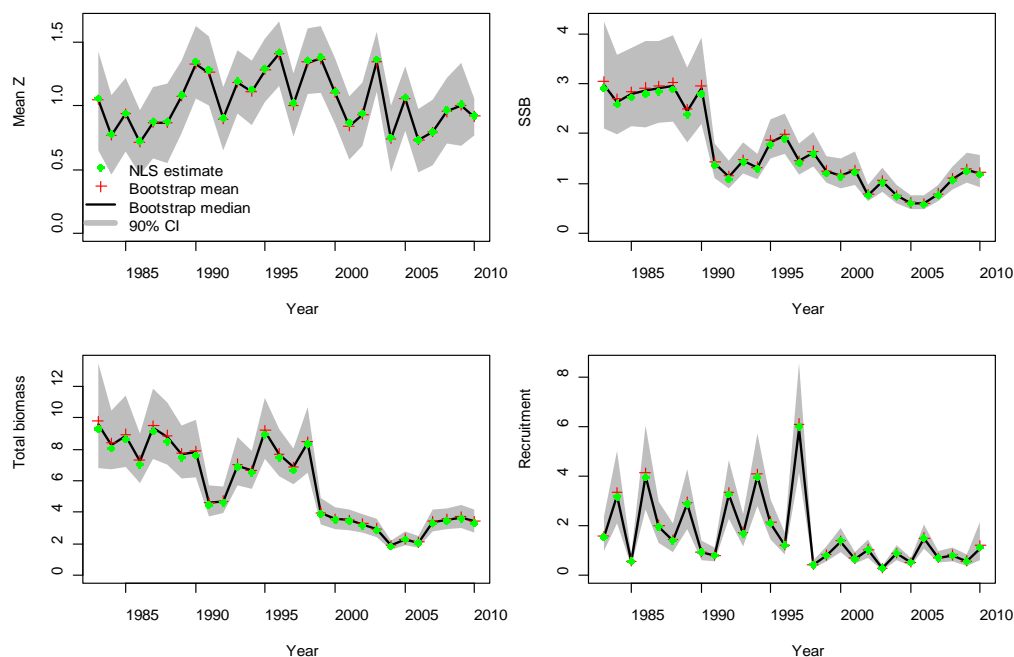 Mean Z
1.5
1.0
0.5
0.0
NLS estimate
Bootstrap mean
Bootstrap median
90% CI
1985 1990 1995 2000 2005 2010
Year
SSB
4
3
2
1
0
1985 1990 1995 2000 2005 2010
Year
Total biomass
12
10
8
6
4
2
0
1985 1990 1995 2000 2005 2010
Year
Recruitment
8
6
4
2
0
1985 1990 1995 2000 2005 2010
Year